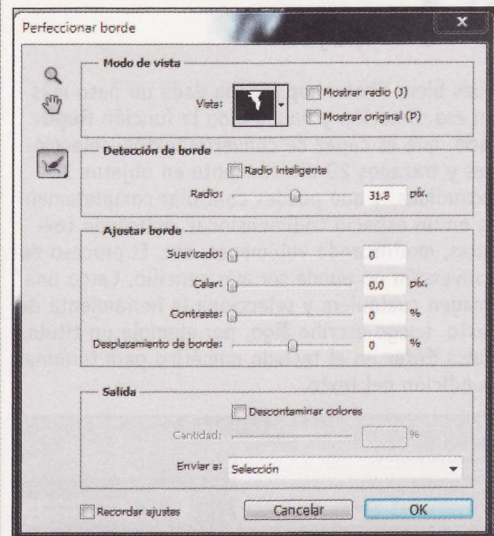 Perfeccionar borde
x
Modo de vista
Vista:
Mostrar radio (J)
Mostrar original (P)
Detección de borde
Radio inteligente
Radio: 31,8 píx.
Ajustar borde
Suavizado: 0
Calar: 0,0 píx.
Contraste: 0 %
Desplazamiento de borde: 0 %
Salida
Descontaminar colores
Cantidad: %
Enviar a: Selección
Recordar ajustes
Cancelar
OK